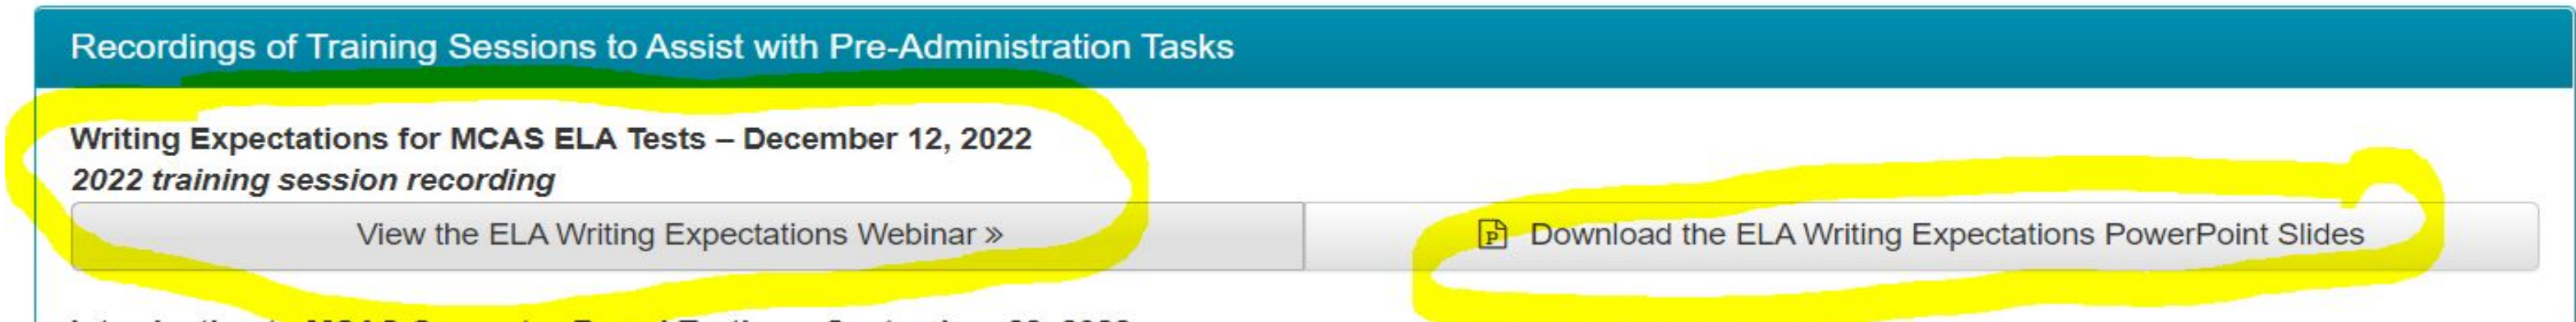 Recordings of Training Sessions to Assist with Pre-Administration Tasks
Writing Expectations for MCAS ELA Tests – December 12, 2022
2022 training session recording
View the ELA Writing Expectations Webinar »
Download the ELA Writing Expectations PowerPoint Slides